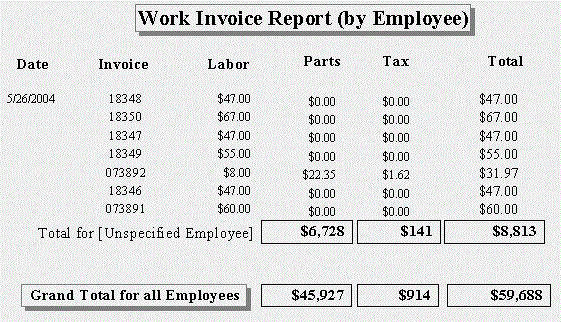 Work Invoice Report (by Employee)
Date Invoice Labor Parts Tax Total
5/26/2004 18348 $47.00 $0.00 $0.00 $47.00
18350 $67.00 $0.00 $0.00 $67.00
18347 $47.00 $0.00 $0.00 $47.00
18349 $55.00 $0.00 $0.00 $55.00
073892 $8.00 $22.35 $1.62 $31.97
18346 $47.00 $0.00 $0.00 $47.00
073891 $60.00 $0.00 $0.00 $60.00
Total for [Unspecified Employee] $6,728 $141 $8,813
Grand Total for all Employees $45,927 $914 $59,688